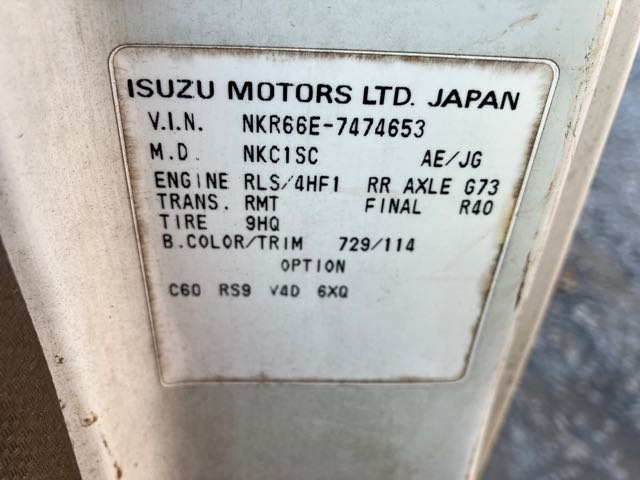 ISUZU MOTORS LTD. JAPAN
V.I.N. NKR66E-7474653
M.D. NKC1SC AE/JG
ENGINE RLS/4HF1 RR AXLE G73
TRANS. RMT FINAL R40
TIRE 9HQ
B.COLOR/TRIM 729/114
OPTION
C60 RS9 V4D 6XQ